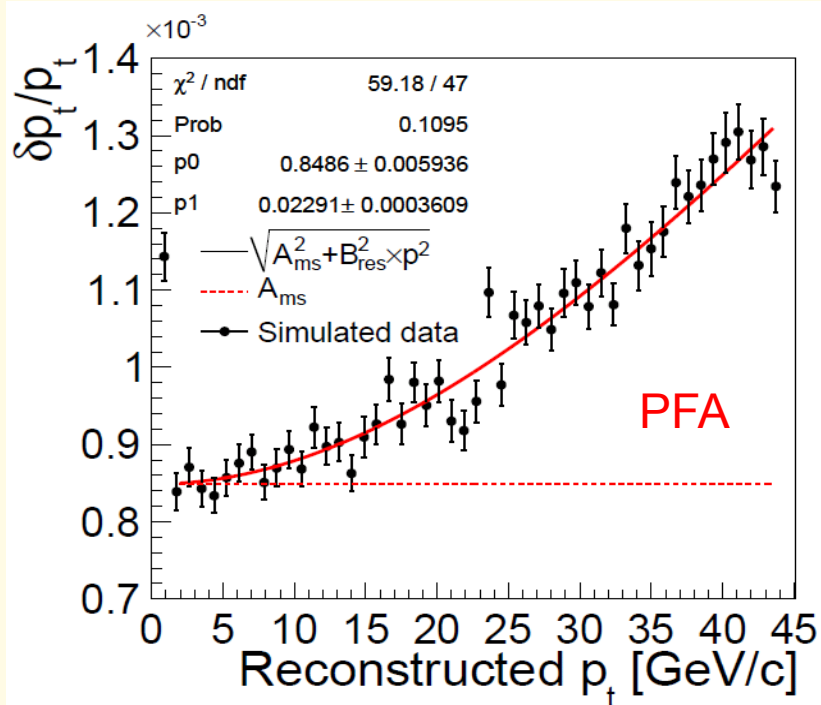 ×10⁻³
δpₜ/pₜ
1.4
1.3
1.2
1.1
1
0.9
0.8
0.7
χ² / ndf 59.18 / 47
Prob 0.1095
p0 0.8486 ± 0.005936
p1 0.02291± 0.0003609
√(A²ₘₛ+B²ᵣₑₛ×p²)
Aₘₛ
Simulated data
PFA
0 5 10 15 20 25 30 35 40 45
Reconstructed pₜ [GeV/c]